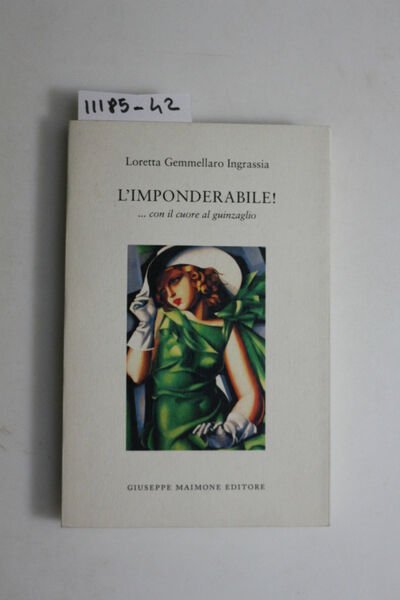 11185-42
Loretta Gemmellaro Ingrassia
L'IMPONDERABILE!
... con il cuore al guinzaglio
GIUSEPPE MAIMONE EDITORE